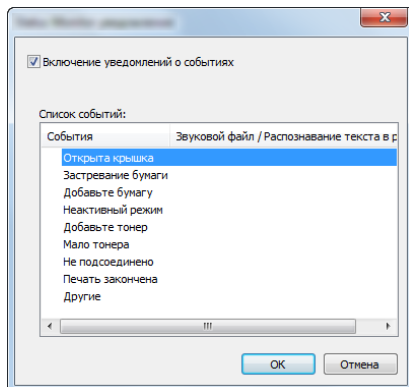 Включение уведомлений о событиях
Список событий:
События Звуковой файл / Распознавание текста в р
Открыта крышка
Застревание бумаги
Добавьте бумагу
Неактивный режим
Добавьте тонер
Мало тонера
Не подсоединено
Печать закончена
Другие
OK Отмена